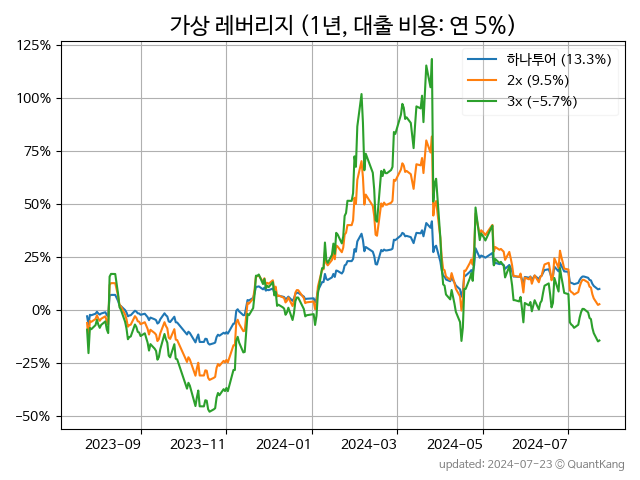 가상 레버리지 (1년, 대출 비용: 연 5%)
125%
100%
75%
50%
25%
0%
−25%
−50%
하나투어 (13.3%)
2x (9.5%)
3x (−5.7%)
2023-09
2023-11
2024-01
2024-03
2024-05
2024-07
updated: 2024-07-23 © QuantKang